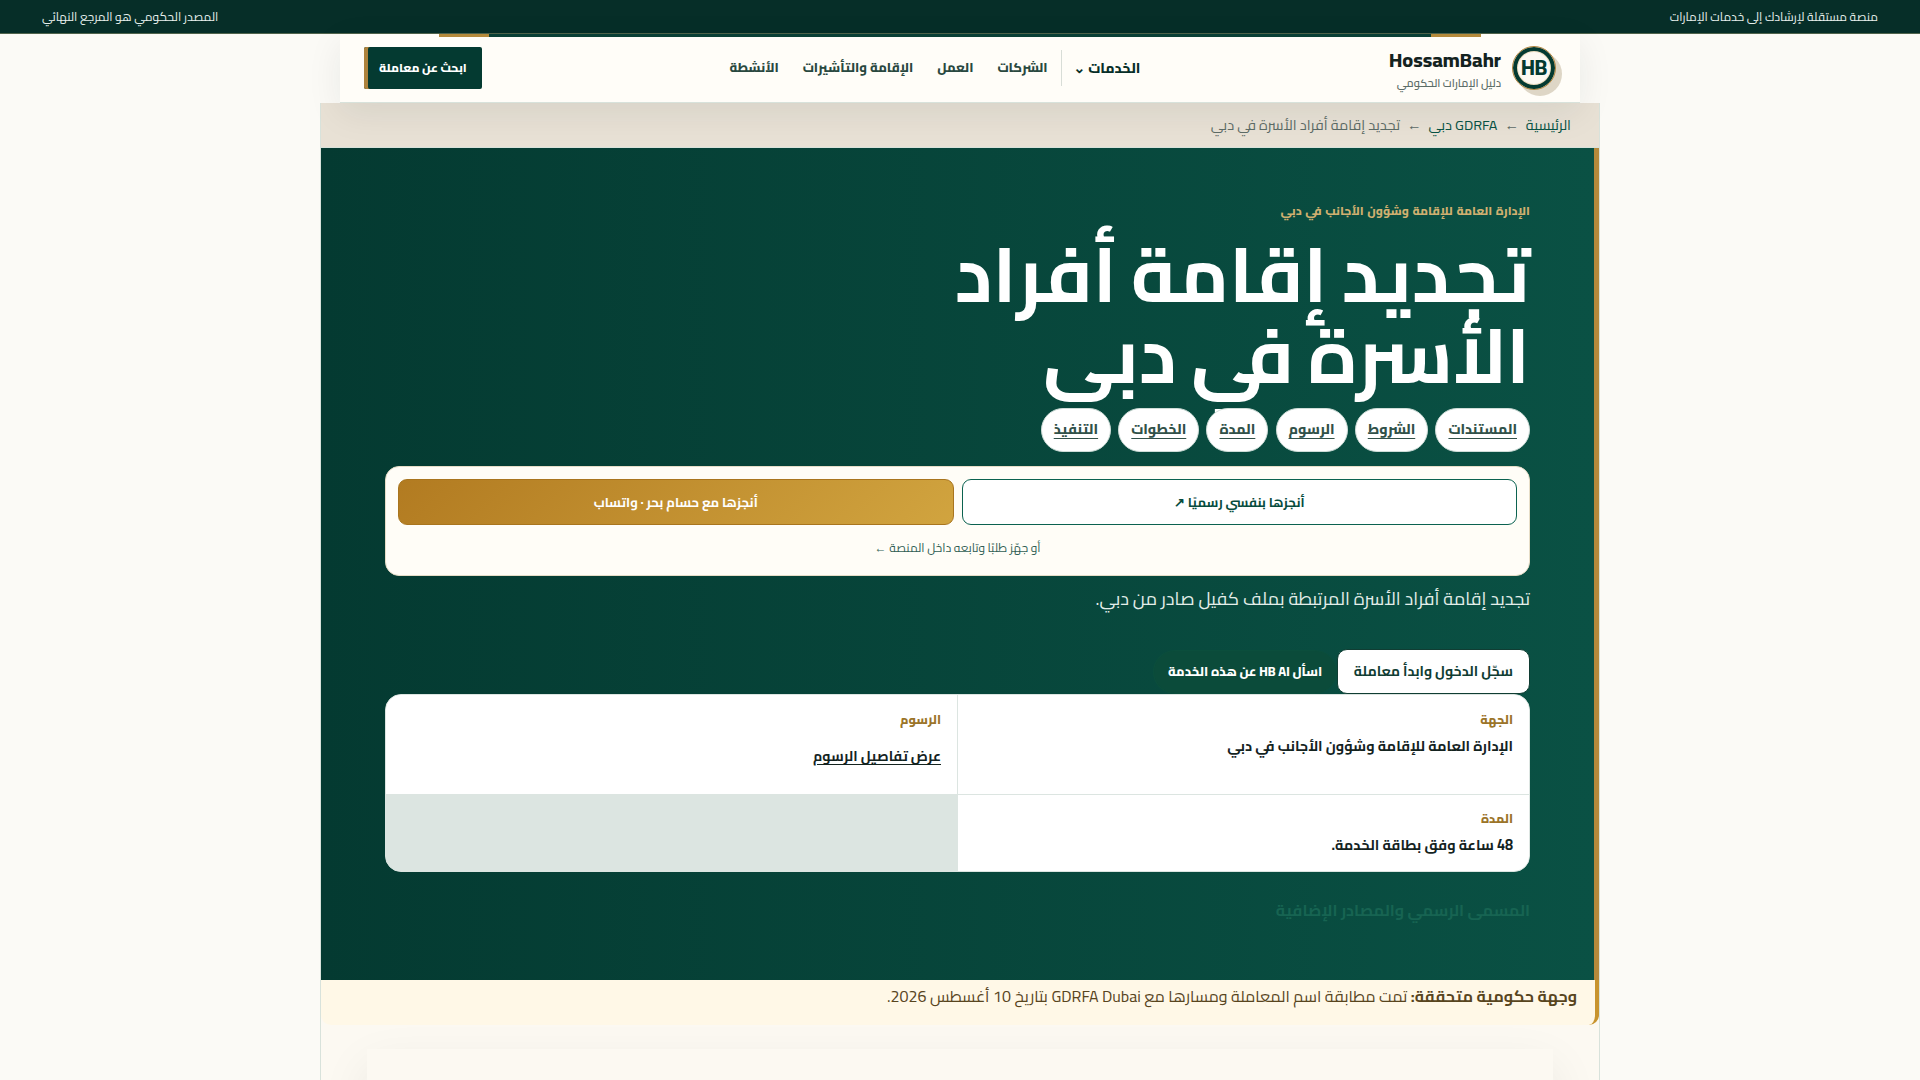 منصة مستقلة لإرشادك إلى خدمات الإمارات
المصدر الحكومي هو المرجع النهائي
HB
HossamBahr
دليل الإمارات الحكومي
الخدمات ⌄
الشركات
العمل
الإقامة والتأشيرات
الأنشطة
ابحث عن معاملة
الرئيسية ← GDRFA دبي ← تجديد إقامة أفراد الأسرة في دبي
الإدارة العامة للإقامة وشؤون الأجانب في دبي
تجديد إقامة أفراد
الأسرة في دبي
المستندات
الشروط
الرسوم
المدة
الخطوات
التنفيذ
أنجزها بنفسي رسميًا ↗
أنجزها مع حسام بحر · واتساب
أو جهّز طلبًا وتابعه داخل المنصة ←
تجديد إقامة أفراد الأسرة المرتبطة بملف كفيل صادر من دبي.
سجّل الدخول وابدأ معاملة
اسأل HB AI عن هذه الخدمة
الجهة
الإدارة العامة للإقامة وشؤون الأجانب في دبي
الرسوم
عرض تفاصيل الرسوم
المدة
48 ساعة وفق بطاقة الخدمة.
المسمى الرسمي والمصادر الإضافية
وجهة حكومية متحققة: تمت مطابقة اسم المعاملة ومسارها مع GDRFA Dubai بتاريخ 10 أغسطس 2026.